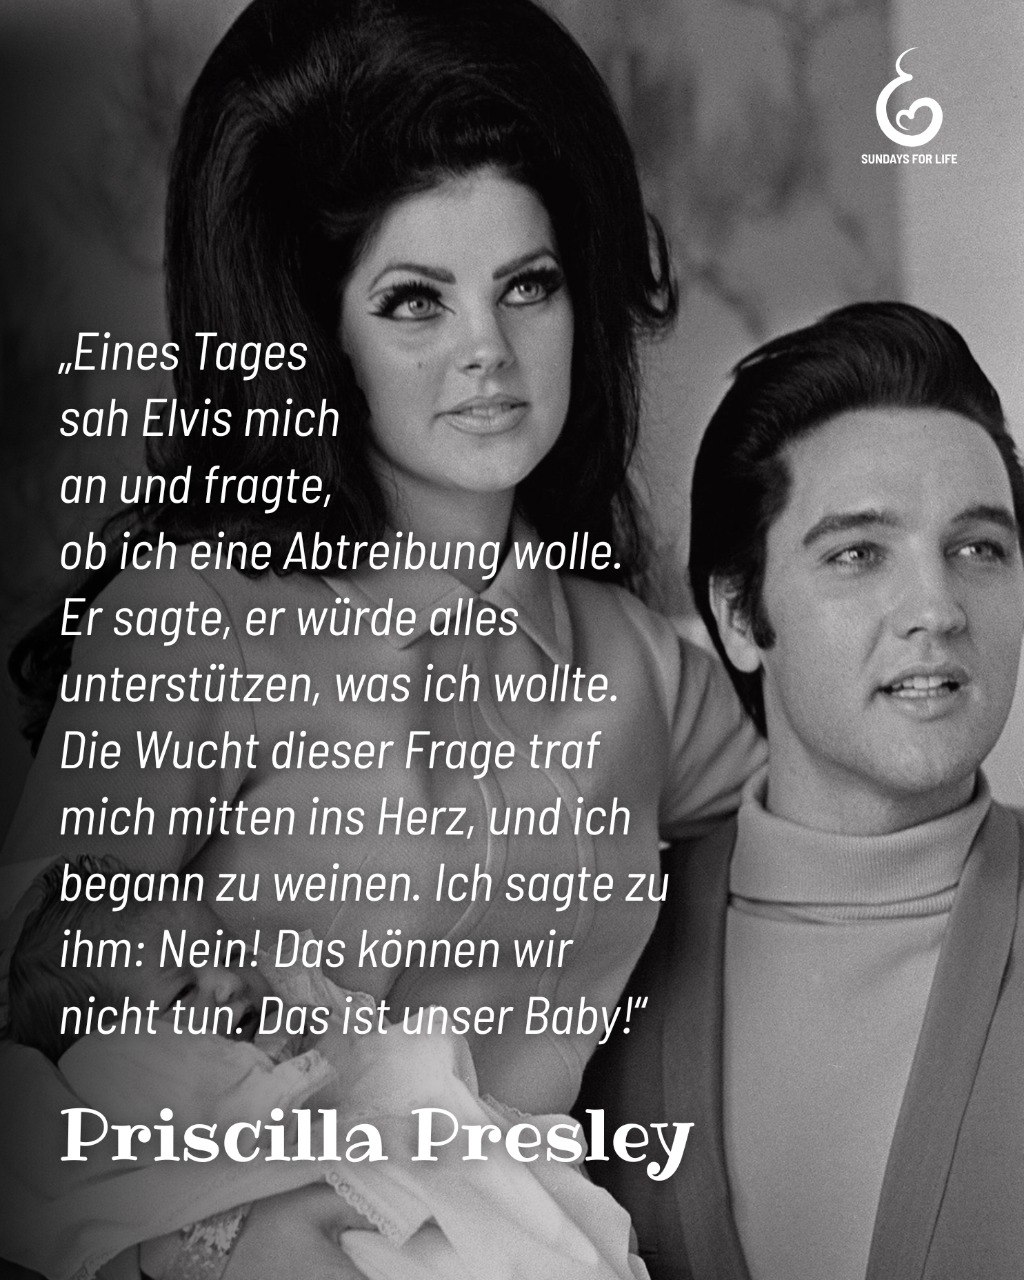 SUNDAYS FOR LIFE
„Eines Tages
sah Elvis mich
an und fragte,
ob ich eine Abtreibung wolle.
Er sagte, er würde alles
unterstützen, was ich wollte.
Die Wucht dieser Frage traf
mich mitten ins Herz, und ich
begann zu weinen. Ich sagte zu
ihm: Nein! Das können wir
nicht tun. Das ist unser Baby!“
Priscilla Presley